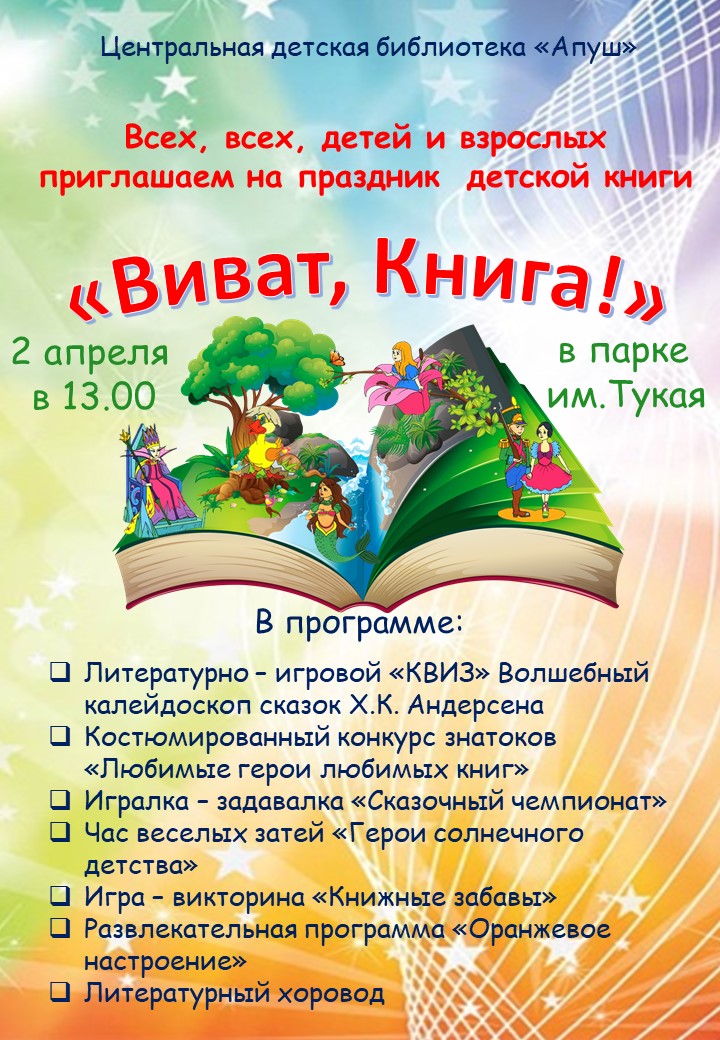 Центральная детская библиотека «Апуш»
Всех, всех, детей и взрослых
приглашаем на праздник детской книги
«Виват, Книга!»
2 апреля
в 13.00
в парке
им.Тукая
В программе:
❑ Литературно – игровой «КВИЗ» Волшебный
калейдоскоп сказок Х.К. Андерсена
❑ Костюмированный конкурс знатоков
«Любимые герои любимых книг»
❑ Игралка – задавалка «Сказочный чемпионат»
❑ Час веселых затей «Герои солнечного
детства»
❑ Игра – викторина «Книжные забавы»
❑ Развлекательная программа «Оранжевое
настроение»
❑ Литературный хоровод